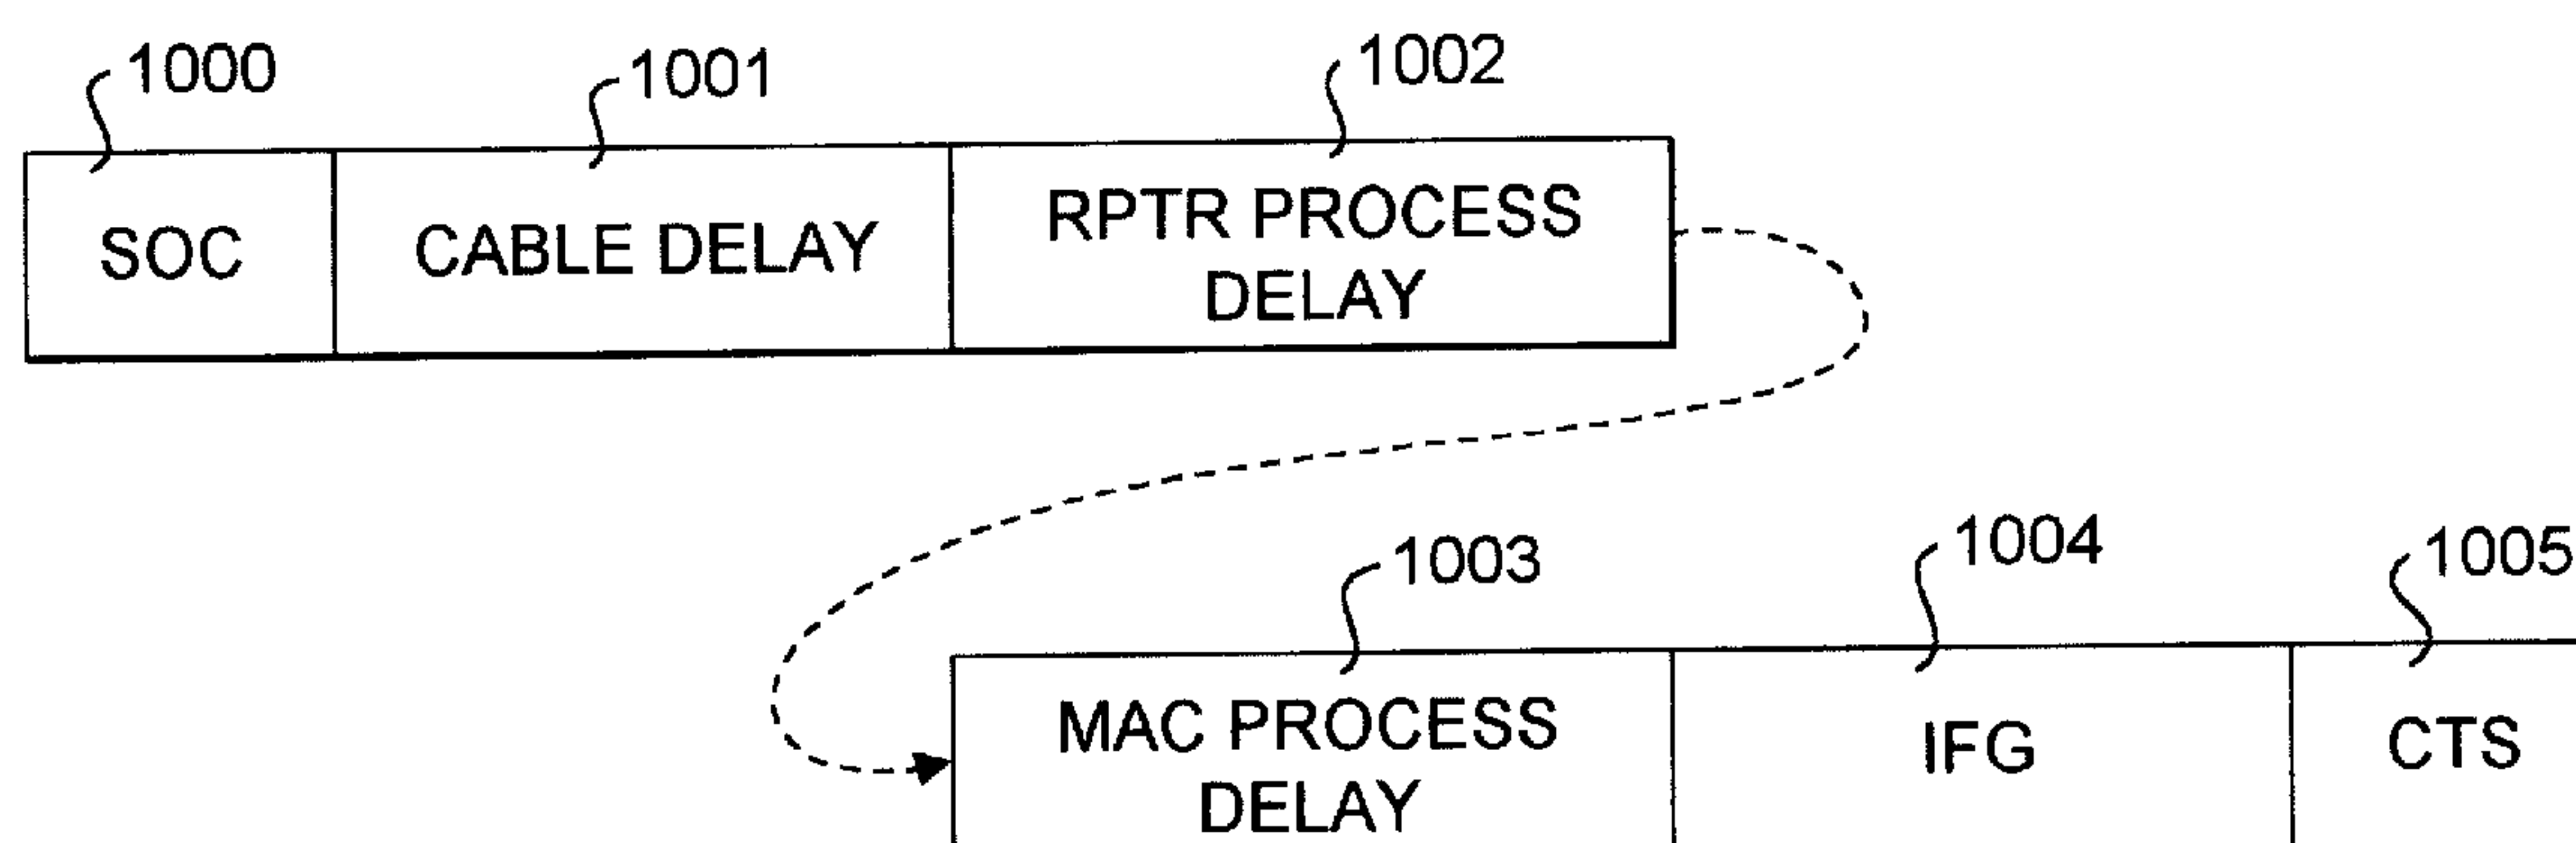 1000
1001
1002
SOC
CABLE DELAY
RPTR PROCESS
DELAY
1003
1004
1005
MAC PROCESS
DELAY
IFG
CTS